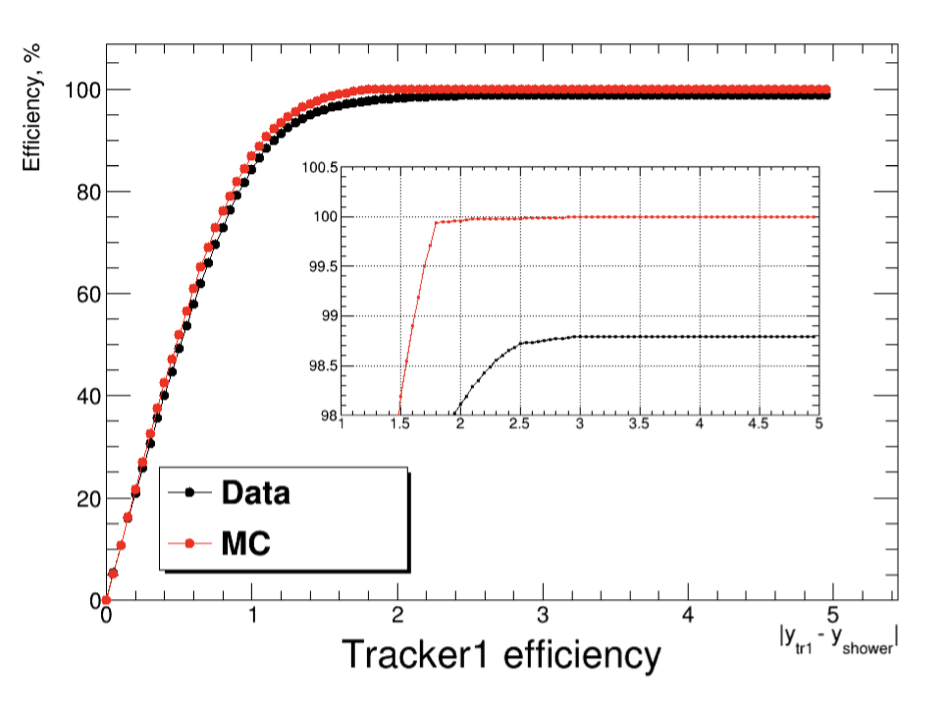 Efficiency, %
100
80
60
40
20
0
100.5
100
99.5
99
98.5
98
1 1.5 2 2.5 3 3.5 4 4.5 5
Data
MC
0 1 2 3 4 5
|y_tr1 - y_shower|
Tracker1 efficiency